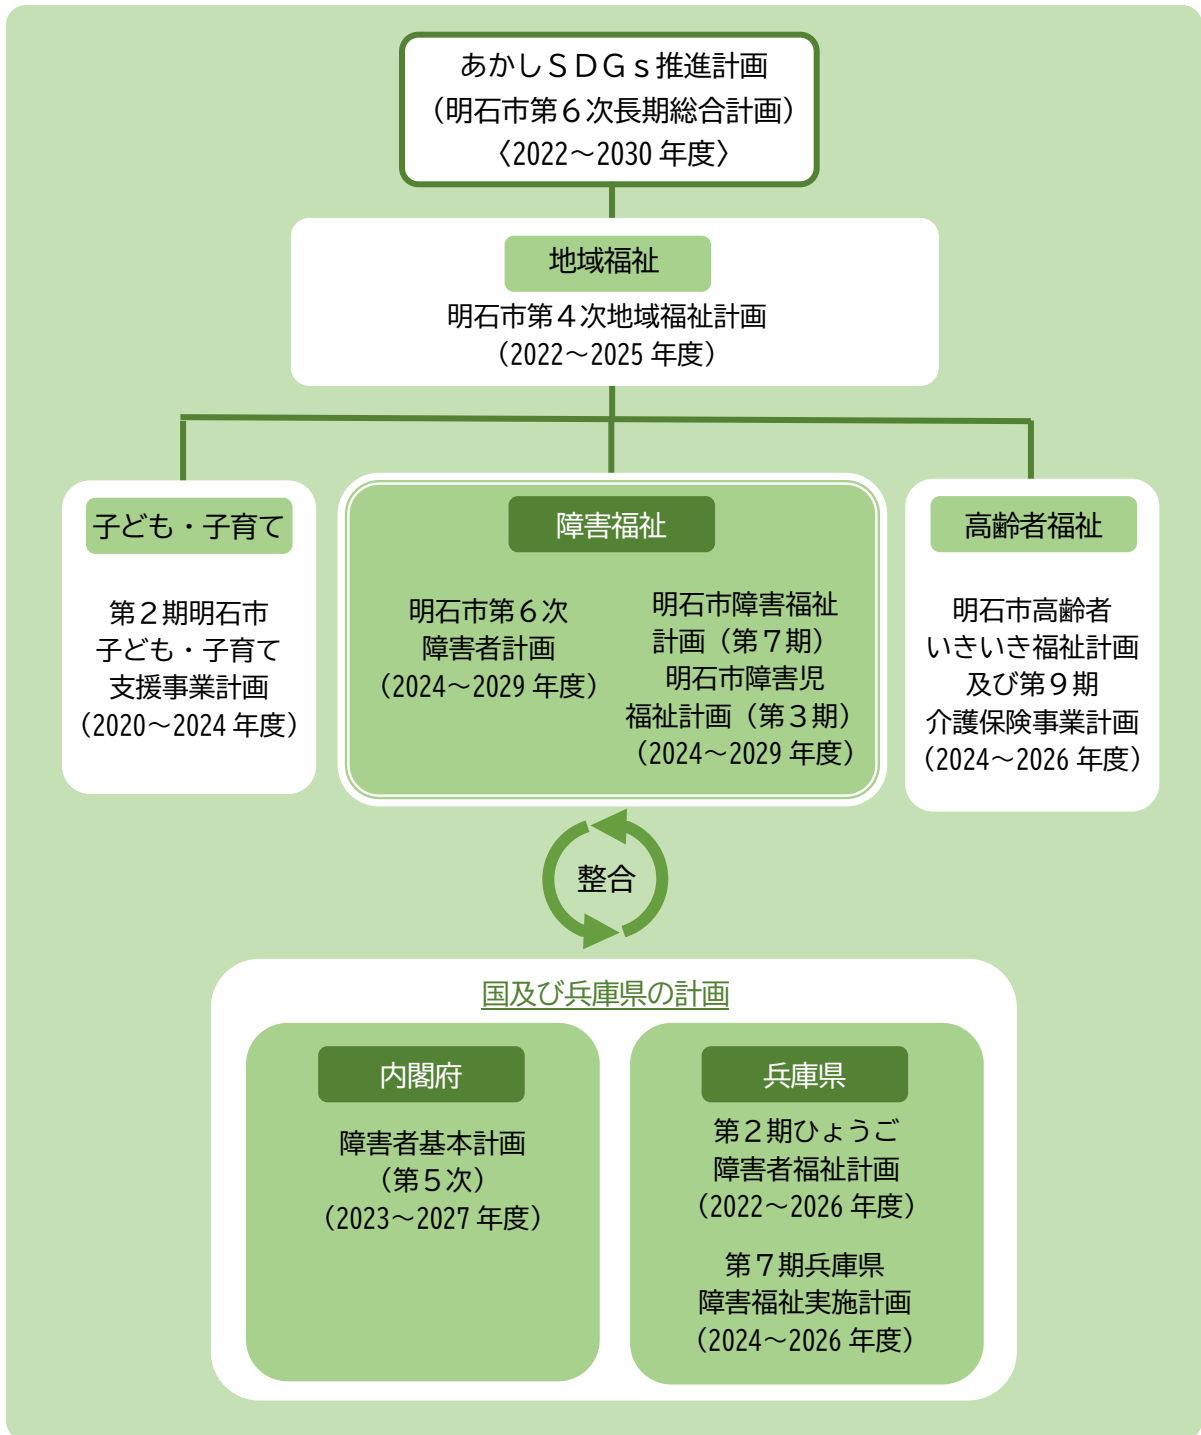 あかしＳＤＧｓ推進計画
（明石市第６次長期総合計画）
〈2022～2030 年度〉
地域福祉
明石市第４次地域福祉計画
（2022～2025 年度）
子ども・子育て
第２期明石市
子ども・子育て
支援事業計画
（2020～2024 年度）
障害福祉
明石市第６次
障害者計画
（2024～2029 年度）
明石市障害福祉
計画（第７期）
明石市障害児
福祉計画（第３期）
（2024～2029 年度）
高齢者福祉
明石市高齢者
いきいき福祉計画
及び第９期
介護保険事業計画
（2024～2026 年度）
整合
国及び兵庫県の計画
内閣府
障害者基本計画
（第５次）
（2023～2027 年度）
兵庫県
第２期ひょうご
障害者福祉計画
（2022～2026 年度）
第７期兵庫県
障害福祉実施計画
（2024～2026 年度）